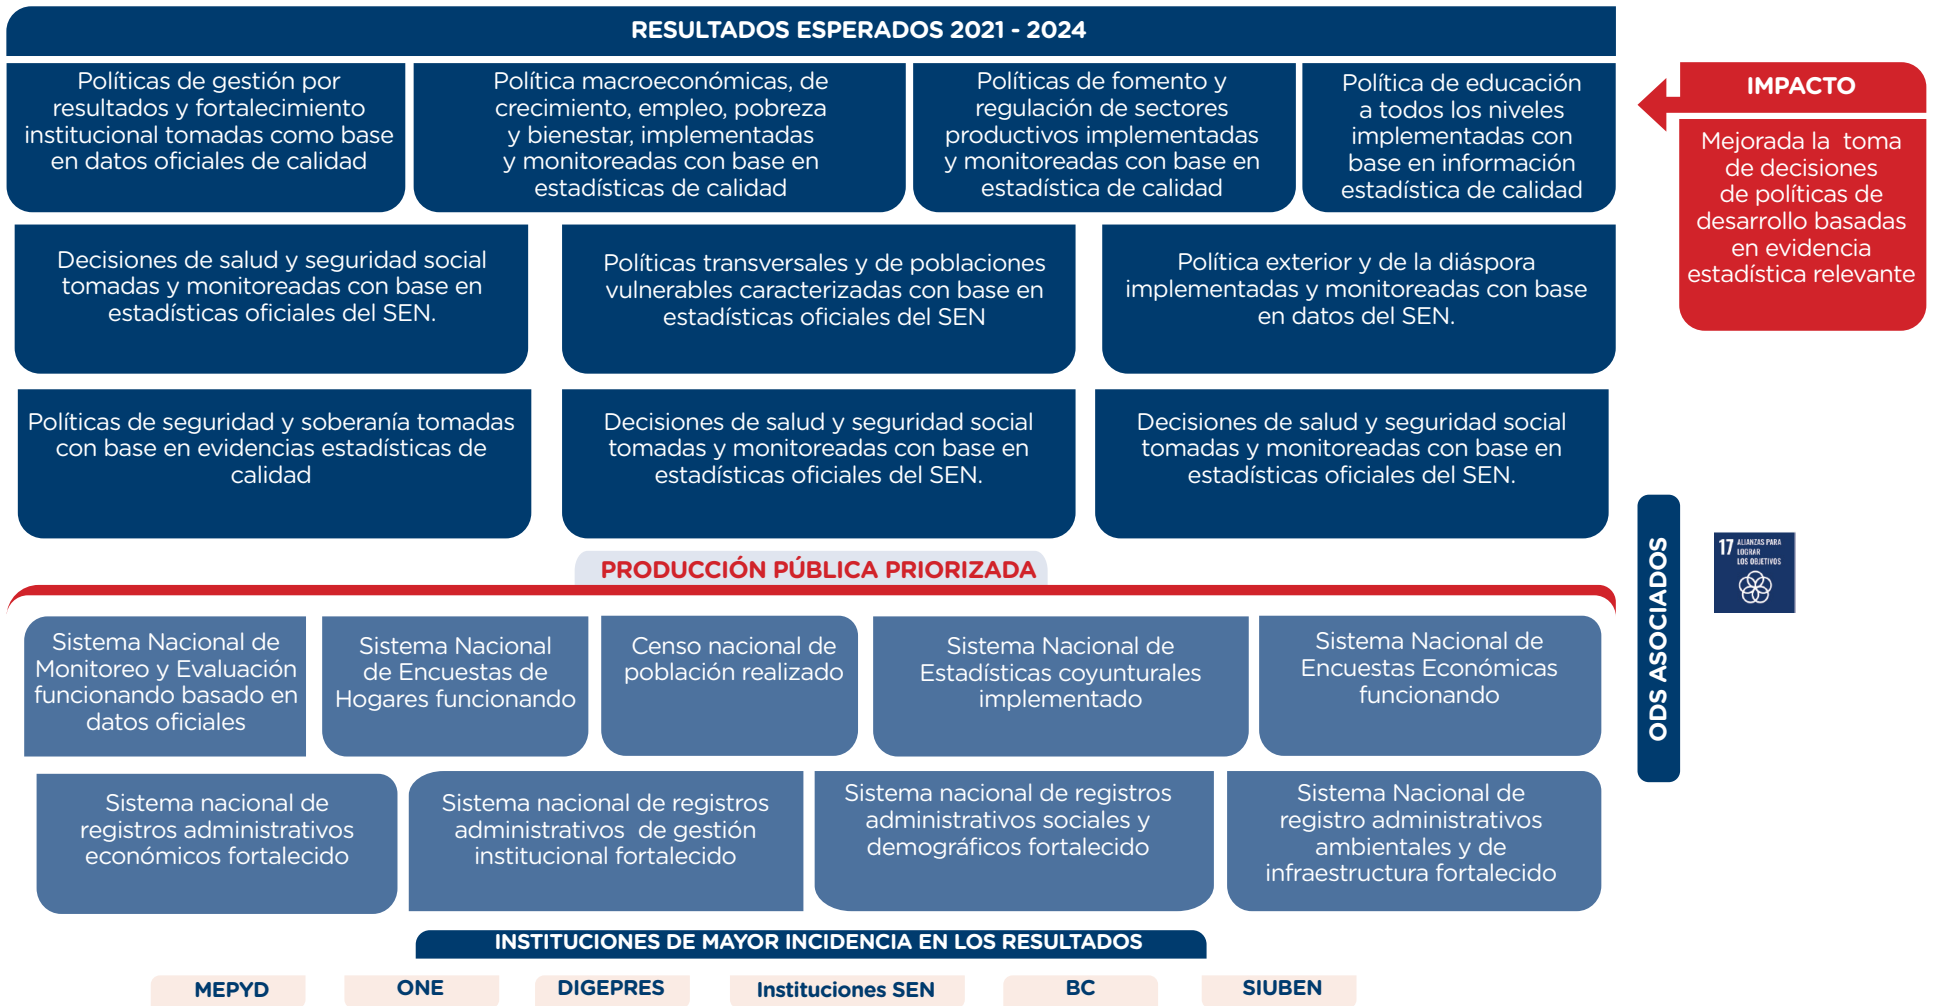 RESULTADOS ESPERADOS 2021 - 2024
Políticas de gestión por
resultados y fortalecimiento
institucional tomadas como base
en datos oficiales de calidad
Política macroeconómicas, de
crecimiento, empleo, pobreza
y bienestar, implementadas
y monitoreadas con base en
estadísticas de calidad
Políticas de fomento y
regulación de sectores
productivos implementadas
y monitoreadas con base en
estadística de calidad
Política de educación
a todos los niveles
implementadas con
base en información
estadística de calidad
IMPACTO
Mejorada la  toma
de decisiones
de políticas de
desarrollo basadas
en evidencia
estadística relevante
Decisiones de salud y seguridad social
tomadas y monitoreadas con base en
estadísticas oficiales del SEN.
Políticas transversales y de poblaciones
vulnerables caracterizadas con base en
estadísticas oficiales del SEN
Política exterior y de la diáspora
implementadas y monitoreadas con base
en datos del SEN.
Políticas de seguridad y soberanía tomadas
con base en evidencias estadísticas de
calidad
Decisiones de salud y seguridad social
tomadas y monitoreadas con base en
estadísticas oficiales del SEN.
Decisiones de salud y seguridad social
tomadas y monitoreadas con base en
estadísticas oficiales del SEN.
ODS ASOCIADOS
17 ALIANZAS PARA
LOGRAR
LOS OBJETIVOS
PRODUCCIÓN PÚBLICA PRIORIZADA
Sistema Nacional de
Monitoreo y Evaluación
funcionando basado en
datos oficiales
Sistema Nacional
de Encuestas de
Hogares funcionando
Censo nacional de
población realizado
Sistema Nacional de
Estadísticas coyunturales
implementado
Sistema Nacional de
Encuestas Económicas
funcionando
Sistema nacional de
registros administrativos
económicos fortalecido
Sistema nacional de registros
administrativos  de gestión
institucional fortalecido
Sistema nacional de registros
administrativos sociales y
demográficos fortalecido
Sistema Nacional de
registro administrativos
ambientales y de
infraestructura fortalecido
INSTITUCIONES DE MAYOR INCIDENCIA EN LOS RESULTADOS
MEPYD
ONE
DIGEPRES
Instituciones SEN
BC
SIUBEN